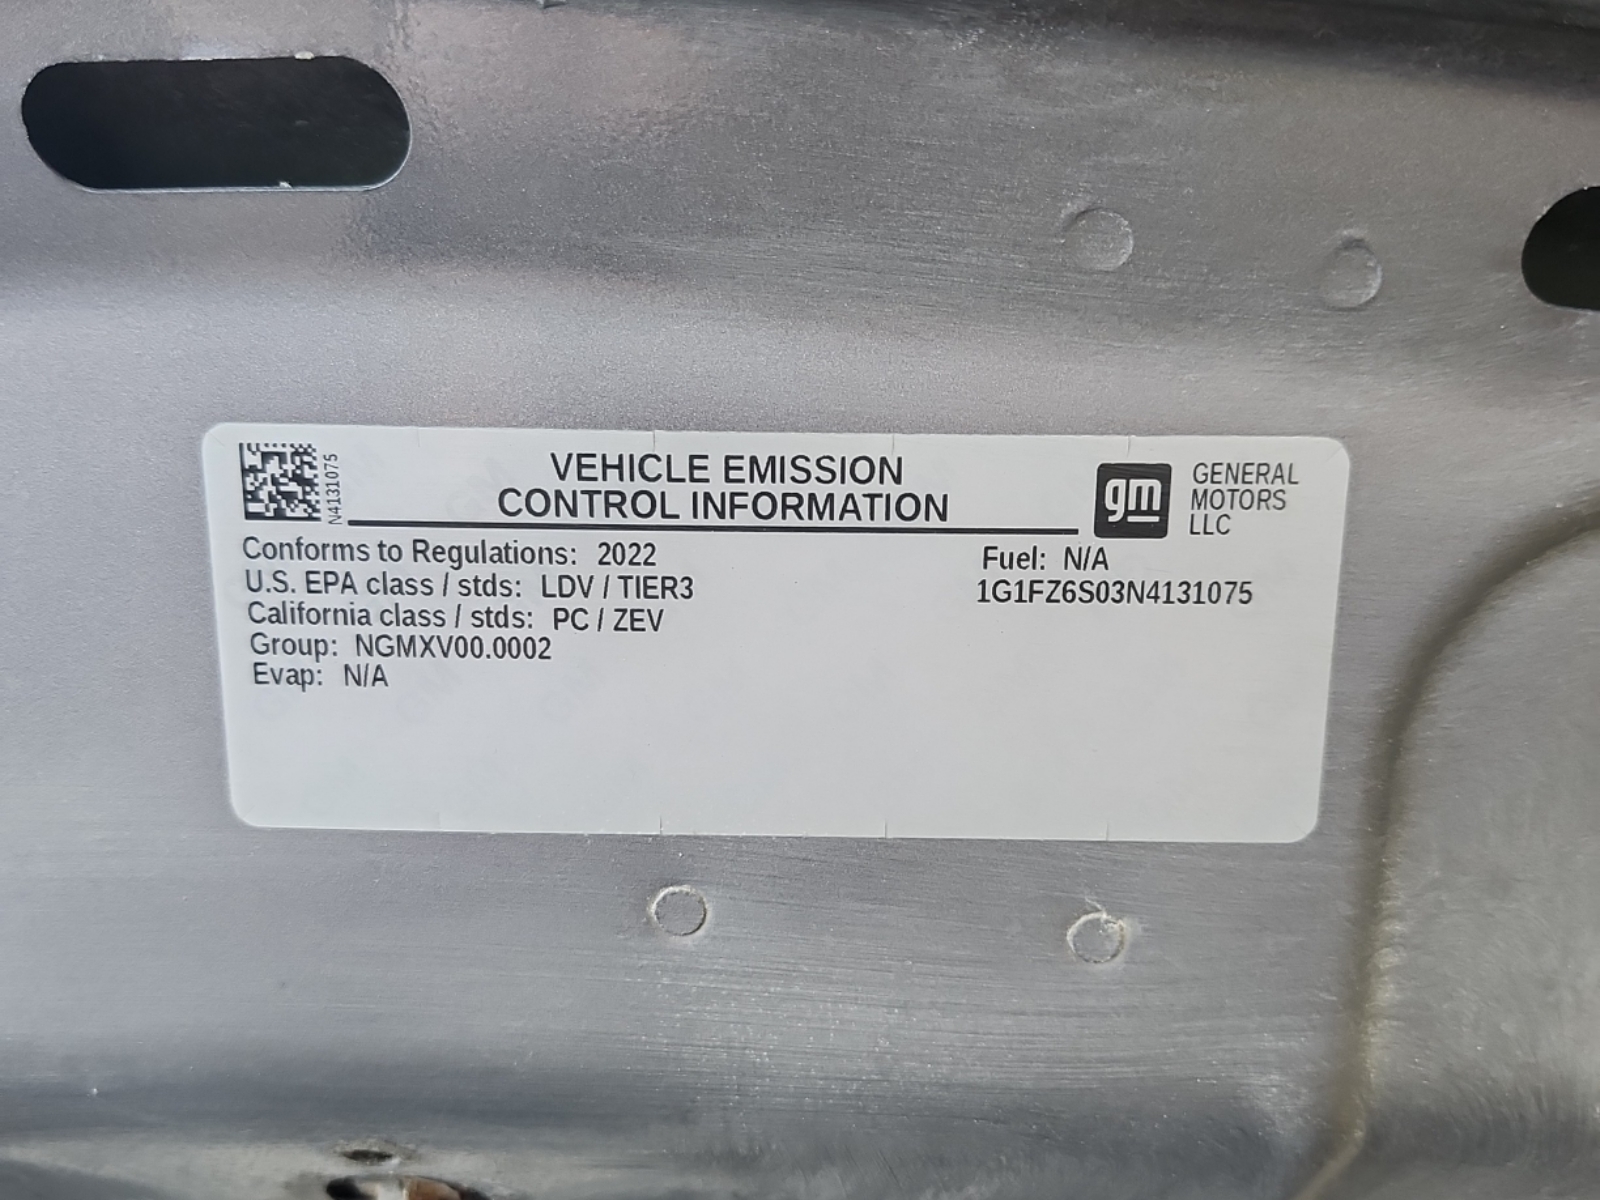 N4131075
VEHICLE EMISSION
CONTROL INFORMATION
gm
GENERAL
MOTORS
LLC
Conforms to Regulations: 2022
U.S. EPA class / stds: LDV / TIER3
California class / stds: PC / ZEV
Group: NGMXV00.0002
Evap: N/A
Fuel: N/A
1G1FZ6S03N4131075